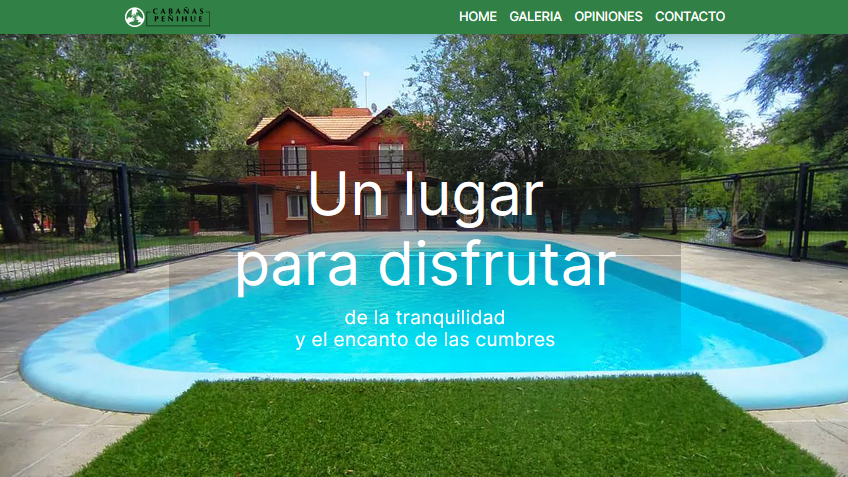 CABAÑAS
PEÑIHUE
HOME GALERIA OPINIONES CONTACTO
Un lugar
para disfrutar
de la tranquilidad
y el encanto de las cumbres